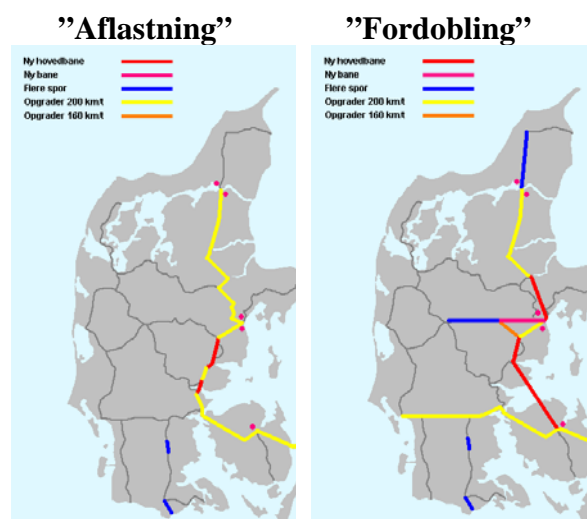 ”Aflastning”
Ny hovedbane
Ny bane
Flere spor
Opgrader 200 km/t
Opgrader 160 km/t
”Fordobling”
Ny hovedbane
Ny bane
Flere spor
Opgrader 200 km/t
Opgrader 160 km/t